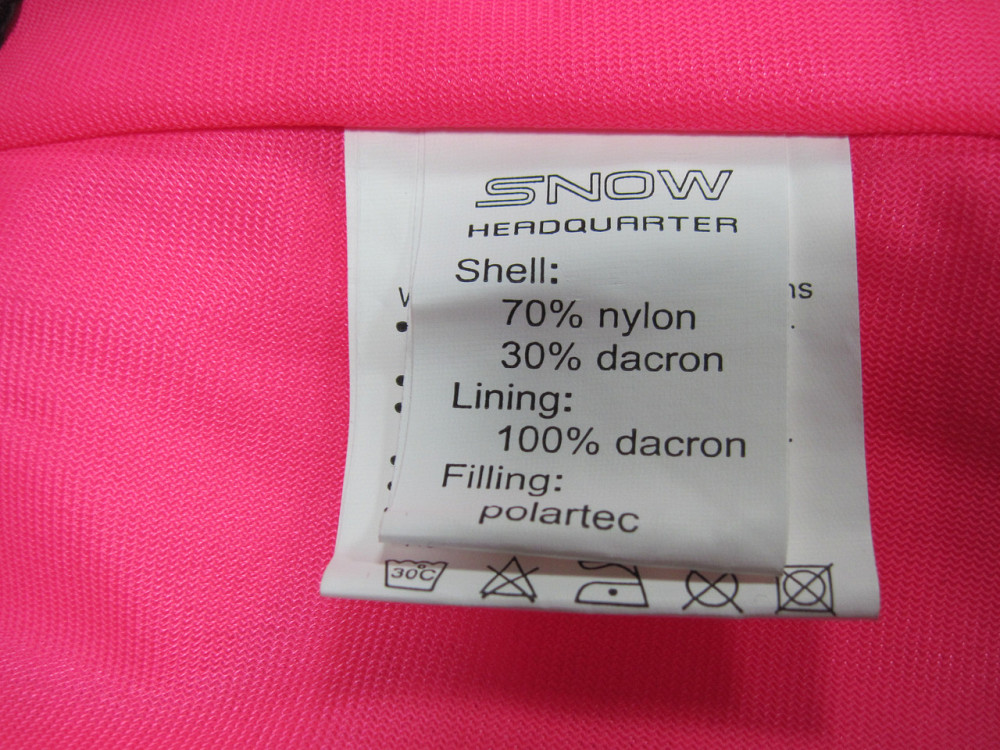 SNOW
HEADQUARTER
Shell:
70% nylon
30% dacron
Lining:
100% dacron
Filling:
polartec
30°C